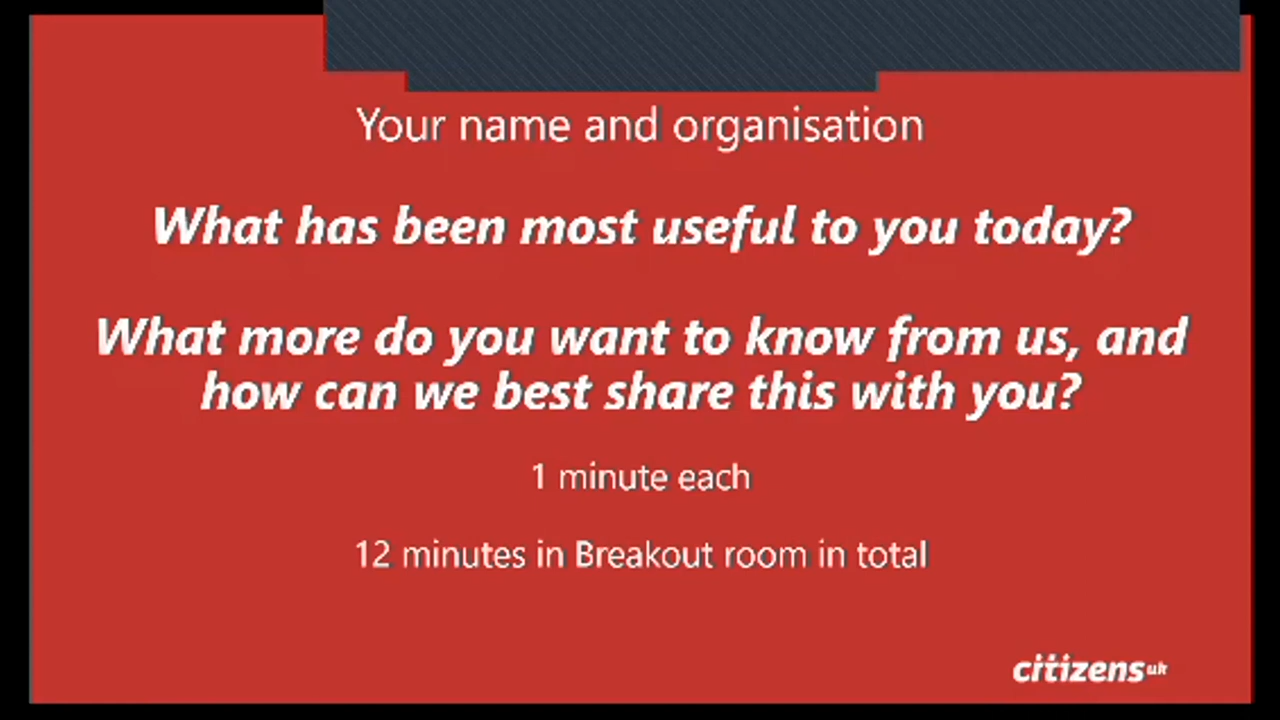 Your name and organisation
What has been most useful to you today?
What more do you want to know from us, and
how can we best share this with you?
1 minute each
12 minutes in Breakout room in total
citizens uk